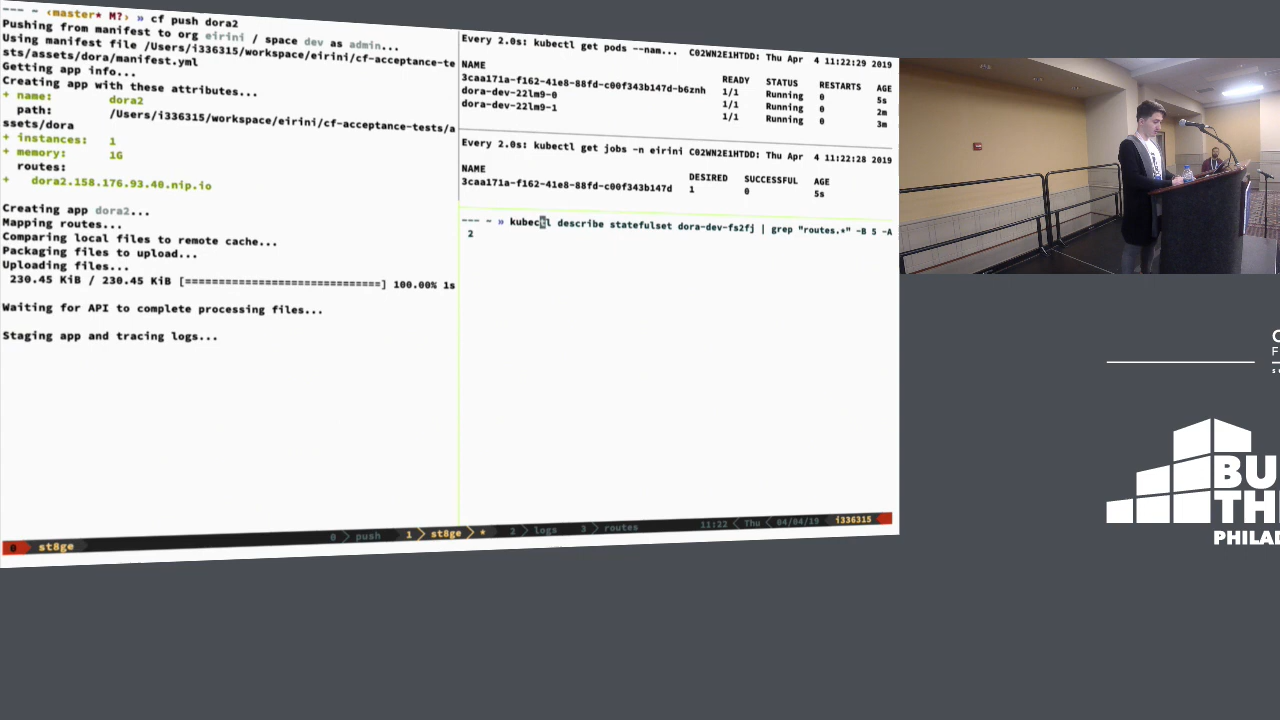 --- ~ ‹master* M?› » cf push dora2
Pushing from manifest to org eirini / space dev as admin...
Using manifest file /Users/i336315/workspace/eirini/cf-acceptance-te
sts/assets/dora/manifest.yml
Getting app info...
Creating app with these attributes...
+ name: dora2
path: /Users/i336315/workspace/eirini/cf-acceptance-tests/a
ssets/dora
+ instances: 1
+ memory: 1G
routes:
+ dora2.158.176.93.40.nip.io
Creating app dora2...
Mapping routes...
Comparing local files to remote cache...
Packaging files to upload...
Uploading files...
230.45 KiB / 230.45 KiB [============================] 100.00% 1s
Waiting for API to complete processing files...
Staging app and tracing logs...
Every 2.0s: kubectl get pods --nam... C02WN2E1HTDD: Thu Apr 4 11:22:29 2019
NAME READY STATUS RESTARTS AGE
3caa171a-f162-41e8-88fd-c00f343b147d-b6znh 1/1 Running 0 5s
dora-dev-22lm9-0 1/1 Running 0 2m
dora-dev-22lm9-1 1/1 Running 0 3m
Every 2.0s: kubectl get jobs -n eirini C02WN2E1HTDD: Thu Apr 4 11:22:28 2019
NAME DESIRED SUCCESSFUL AGE
3caa171a-f162-41e8-88fd-c00f343b147d 1 0 5s
--- ~ » kubectl describe statefulset dora-dev-fs2fj | grep "routes.*" -B 5 -A
2
0 st8ge 0 push 1 st8ge * 2 logs 3 routes 11:22 Thu 04/04/19 i336315
BU
TH
PHILAD